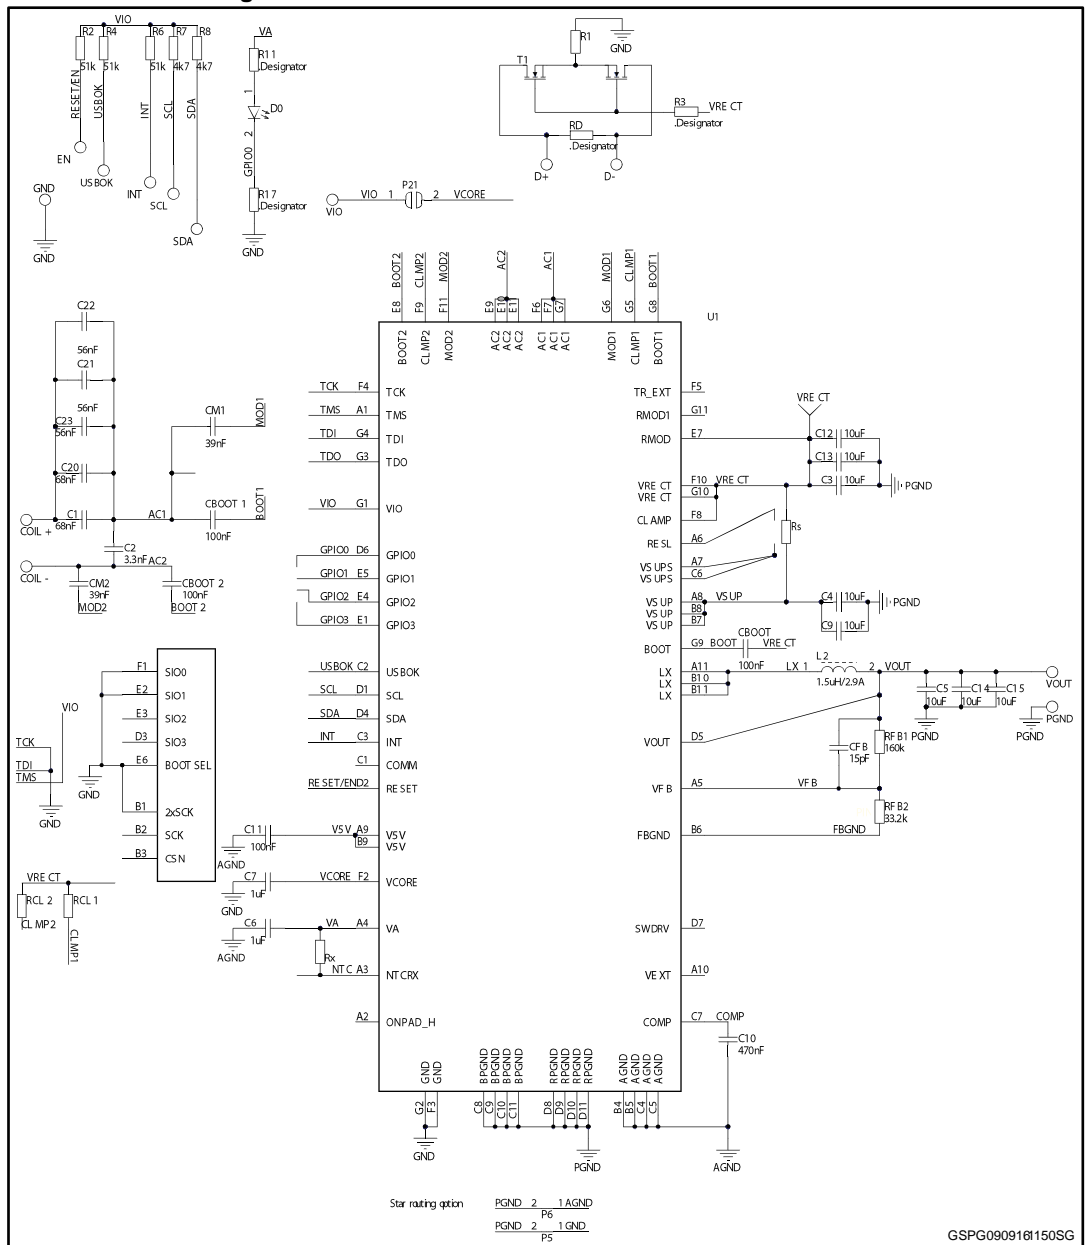 VIO
R2 R4 R6 R7 R8
51k 51k 51k 4k7 4k7
RESET/EN
USBOK
INT
SCL
SDA
EN
USBOK
INT
SCL
SDA
GND
GND
VA
R11
.Designator
1
D0
2
GPIO0
R17
.Designator
GND
VIO
VIO 1 P21 2 VCORE
T1
R1
GND
R3
VRECT
.Designator
RD
.Designator
D+
D-
BOOT2
CLMP2
MOD2
AC2
AC1
MOD1
CLMP1
BOOT1
E8
F9
F11
E9
E10
E11
F6
F7
G7
G6
G5
G8
BOOT2
CLMP2
MOD2
AC2
AC2
AC2
AC1
AC1
AC1
MOD1
CLMP1
BOOT1
U1
C22
56nF
C21
56nF
C23
56nF
C20
68nF
C1
68nF
COIL +
COIL -
AC1
C2
3.3nF
AC2
CM1
39nF
MOD1
CBOOT 1
100nF
BOOT1
CM2
39nF
MOD2
CBOOT 2
100nF
BOOT 2
TCK F4 TCK
TMS A1 TMS
TDI G4 TDI
TDO G3 TDO
VIO G1 VIO
GPIO0 D6 GPIO0
GPIO1 E5 GPIO1
GPIO2 E4 GPIO2
GPIO3 E1 GPIO3
USBOK C2 USBOK
SCL D1 SCL
SDA D4 SDA
INT C3 INT
C1 COMM
RESET/END2 RESET
C11
100nF
AGND
V5V A9 V5V
B9 V5V
C7
1uF
GND
VCORE F2 VCORE
C6
1uF
AGND
VA A4 VA
Rx
NTC A3 NTCRX
A2 ONPAD_H
TR_EXT F5
RMOD1 G11
RMOD E7
VRECT F10 VRECT
VRECT G10
CLAMP F8
RESL A6
VSUPS A7
VSUPS C6
VSUP A8 VSUP
VSUP B8
VSUP B7
BOOT G9 BOOT
CBOOT
100nF
VRECT
LX A11 LX 1
LX B10
LX B11
L2
1.5uH/2.9A
2 VOUT
VOUT D5
VFB A5 VFB
FBGND B6 FBGND
SWDRV D7
VEXT A10
COMP C7 COMP
C10
470nF
VRECT
C12 10uF
C13 10uF
C3 10uF
PGND
Rs
C4 10uF
C9 10uF
PGND
C5
10uF
C14
10uF
C15
10uF
VOUT
PGND
PGND
PGND
CFB
15pF
RFB1
160k
RFB2
33.2k
F1 SIO0
E2 SIO1
E3 SIO2
D3 SIO3
E6 BOOTSEL
B1 2xSCK
B2 SCK
B3 CSN
GND
VIO
TCK
TDI
TMS
GND
VRECT
RCL 2
RCL 1
CLMP2
CLMP1
GND
GND
BPGND
BPGND
BPGND
BPGND
RPGND
RPGND
RPGND
RPGND
AGND
AGND
AGND
AGND
G2
F3
C8
C9
C10
C11
D8
D9
D10
D11
B4
B5
C4
C5
GND
PGND
AGND
Star routing option
PGND 2 1 AGND
P6
PGND 2 1 GND
P5
GSPG0909161150SG